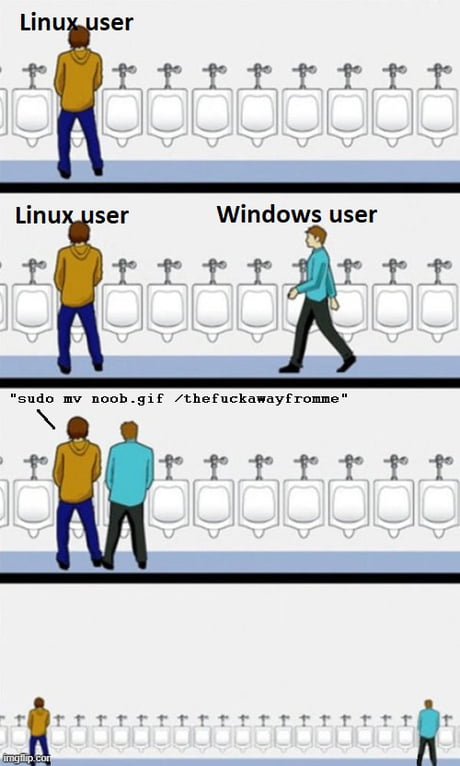 Linux user
Linux user
Windows user
"sudo mv noob.gif /thefuckawayfromme"
imgflip.com